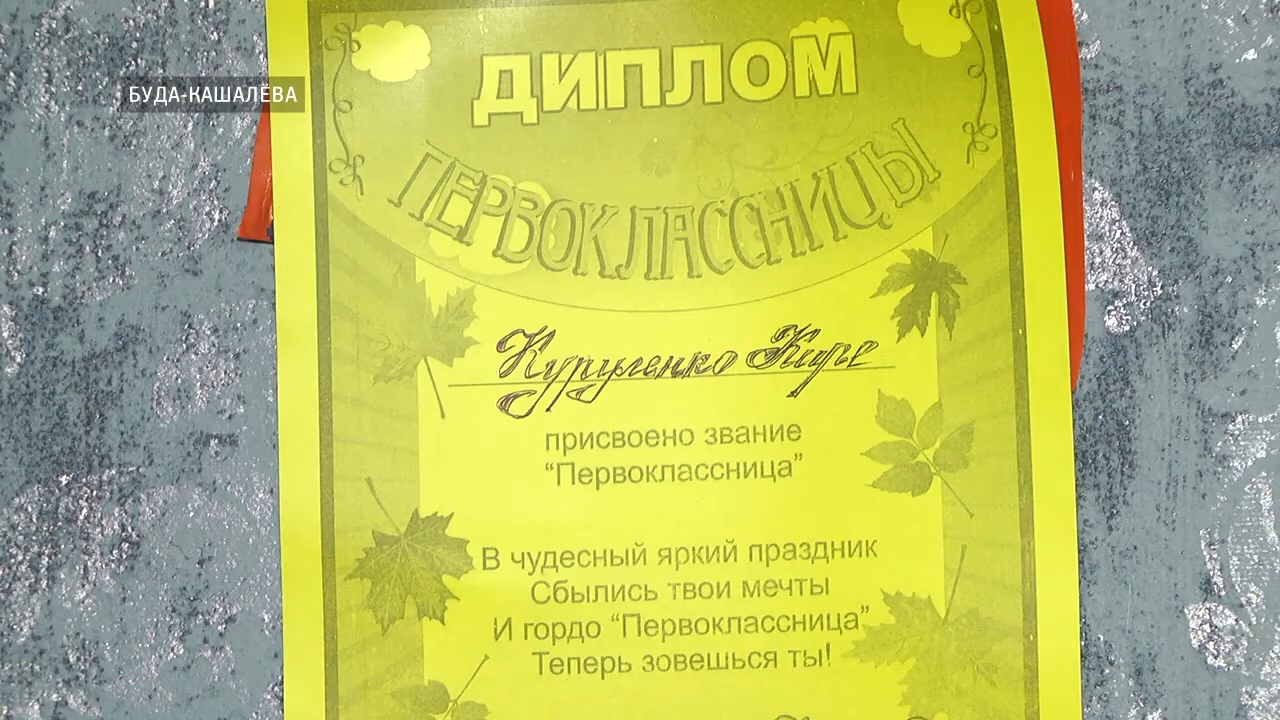 БУДА-КАШАЛЁВА
ДИПЛОМ
ПЕРВОКЛАССНИЦЫ
Кире
присвоено звание
“Первоклассница”
В чудесный яркий праздник
Сбылись твои мечты
И гордо “Первоклассница”
Теперь зовешься ты!